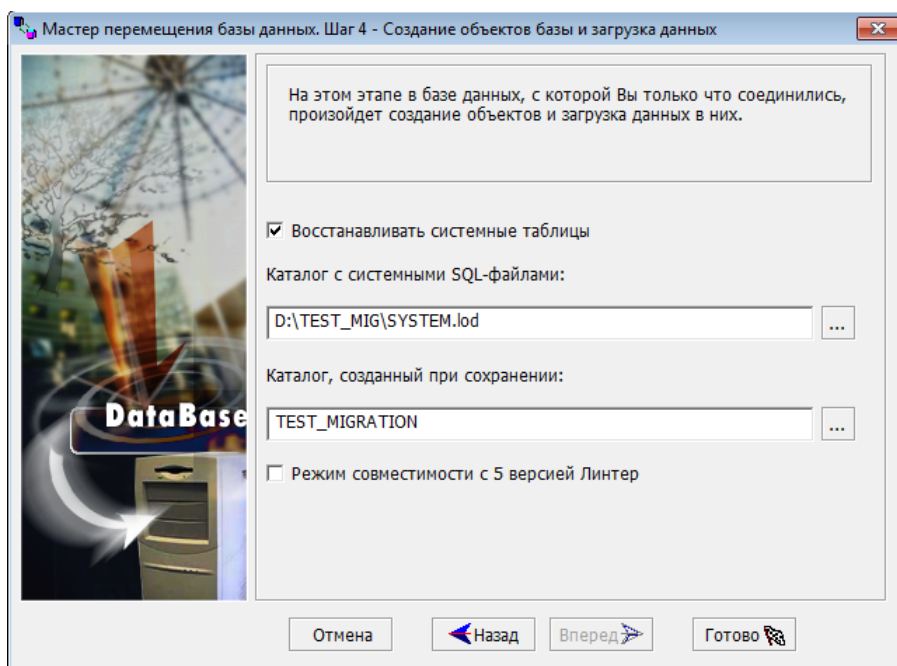 Мастер перемещения базы данных. Шаг 4 - Создание объектов базы и загрузка данных
На этом этапе в базе данных, с которой Вы только что соединились,
произойдет создание объектов и загрузка данных в них.
Восстанавливать системные таблицы
Каталог с системными SQL-файлами:
D:\TEST_MIG\SYSTEM.lod
...
Каталог, созданный при сохранении:
TEST_MIGRATION
...
DataBase
Режим совместимости с 5 версией Линтер
Отмена Назад Вперед Готово